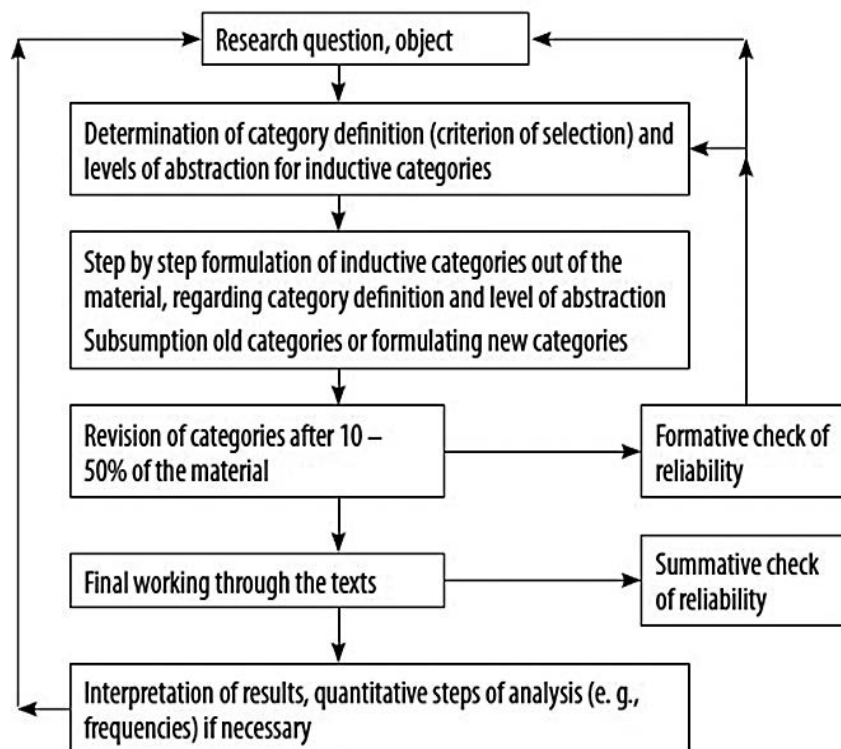 Research question, object
Determination of category definition (criterion of selection) and
levels of abstraction for inductive categories
Step by step formulation of inductive categories out of the
material, regarding category definition and level of abstraction
Subsumption old categories or formulating new categories
Revision of categories after 10 –
50% of the material
Formative check of
reliability
Final working through the texts
Summative check
of reliability
Interpretation of results, quantitative steps of analysis (e. g.,
frequencies) if necessary